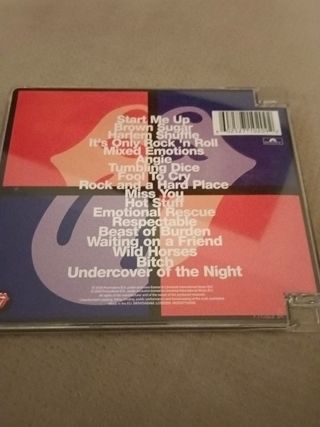 Start Me Up
Brown Sugar
Harlem Shuffle
It's Only Rock 'n Roll
Mixed Emotions
Angie
Tumbling Dice
Fool To Cry
Rock and a Hard Place
Miss You
Hot Stuff
Emotional Rescue
Respectable
Beast of Burden
Waiting on a Friend
Wild Horses
Bitch
Undercover of the Night